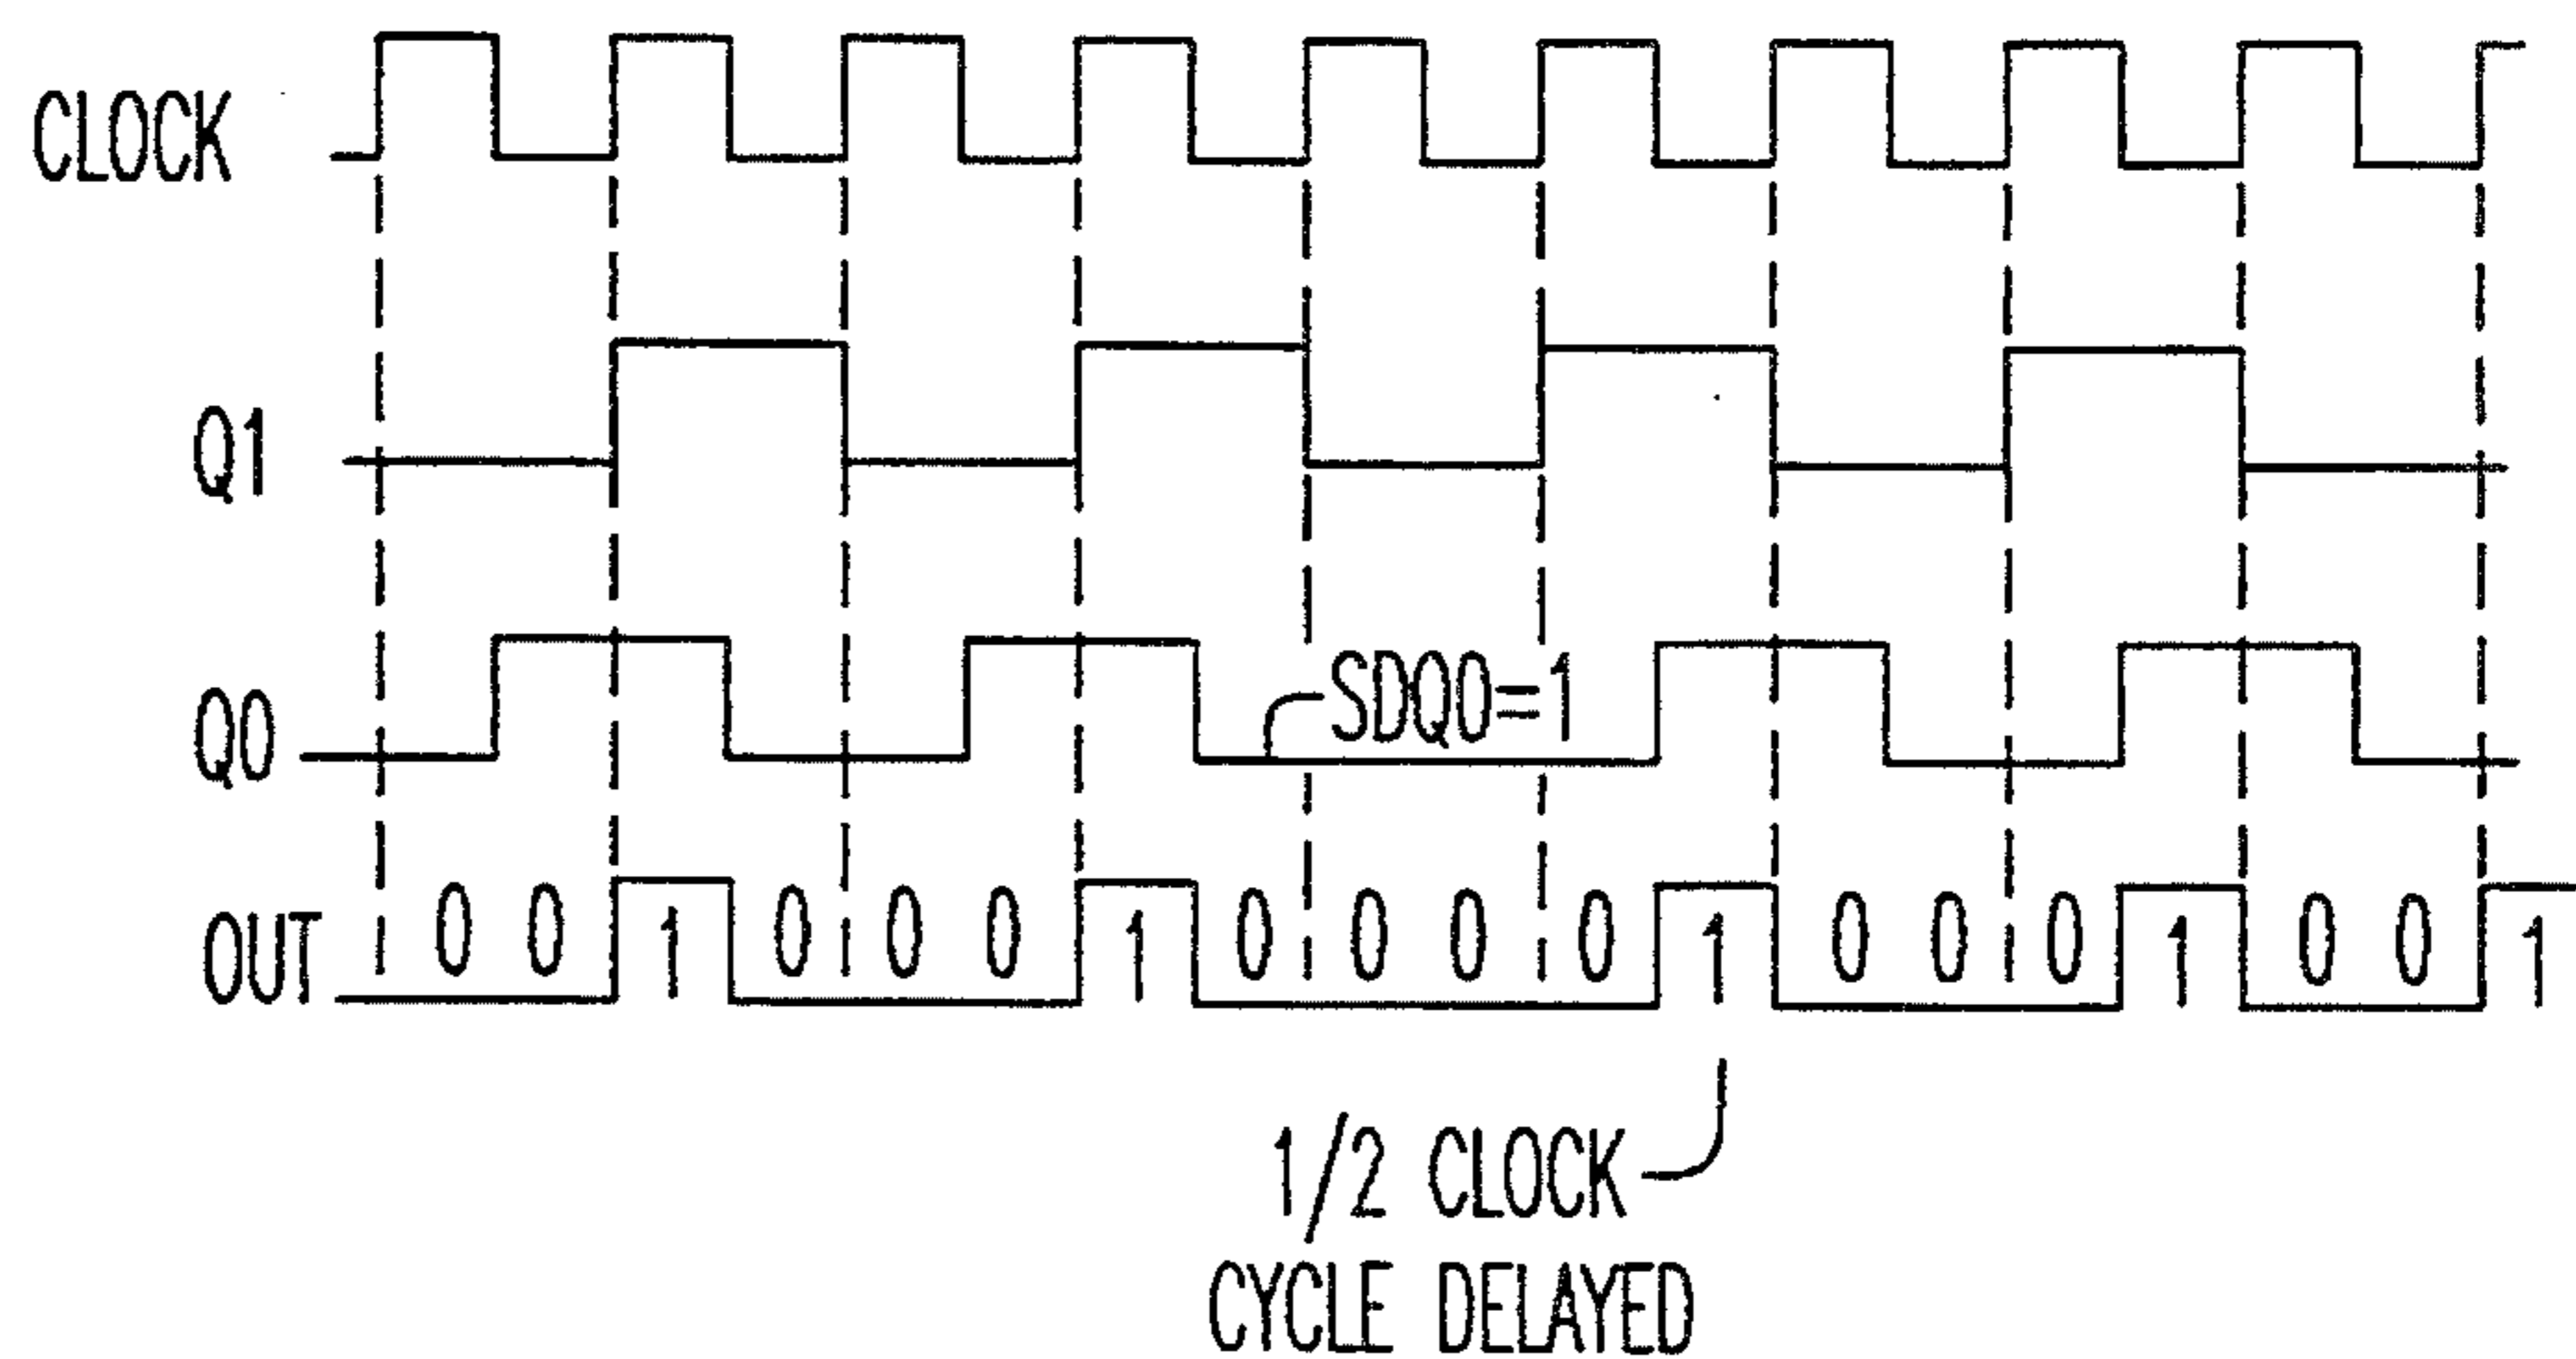 CLOCK
Q1
Q0
SDQ0=1
OUT 0 0 1 0 0 0 1 0 0 0 0 1 0 0 0 1 0 0 1
1/2 CLOCK
CYCLE DELAYED